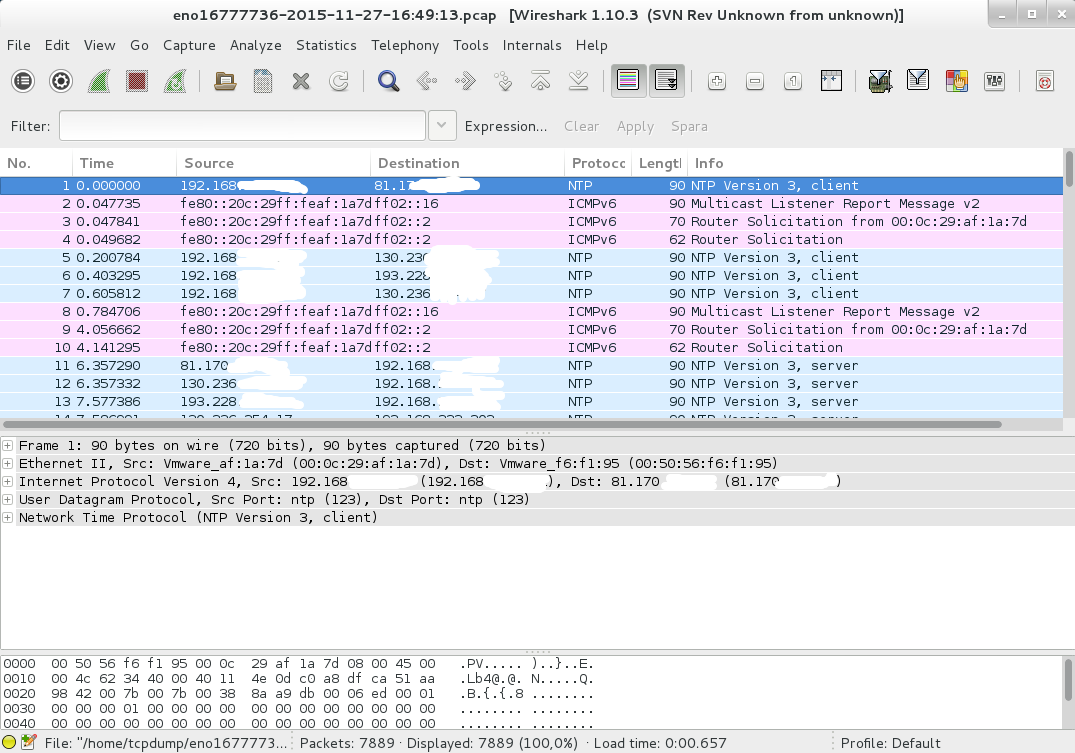 eno16777736-2015-11-27-16:49:13.pcap [Wireshark 1.10.3 (SVN Rev Unknown from unknown)]
File Edit View Go Capture Analyze Statistics Telephony Tools Internals Help
Filter: Expression... Clear Apply Spara
No. Time Source Destination Protocc Lengtl Info
1 0.000000 192.168 81.17 NTP 90 NTP Version 3, client
2 0.047735 fe80::20c:29ff:feaf:1a7d ff02::16 ICMPv6 90 Multicast Listener Report Message v2
3 0.047841 fe80::20c:29ff:feaf:1a7d ff02::2 ICMPv6 70 Router Solicitation from 00:0c:29:af:1a:7d
4 0.049682 fe80::20c:29ff:feaf:1a7d ff02::2 ICMPv6 62 Router Solicitation
5 0.200784 192.168 130.236 NTP 90 NTP Version 3, client
6 0.403295 192.168 193.228 NTP 90 NTP Version 3, client
7 0.605812 192.168 130.236 NTP 90 NTP Version 3, client
8 0.784706 fe80::20c:29ff:feaf:1a7d ff02::16 ICMPv6 90 Multicast Listener Report Message v2
9 4.056662 fe80::20c:29ff:feaf:1a7d ff02::2 ICMPv6 70 Router Solicitation from 00:0c:29:af:1a:7d
10 4.141295 fe80::20c:29ff:feaf:1a7d ff02::2 ICMPv6 62 Router Solicitation
11 6.357290 81.170 192.168. NTP 90 NTP Version 3, server
12 6.357332 130.236 192.168. NTP 90 NTP Version 3, server
13 7.577386 193.228 192.168. NTP 90 NTP Version 3, server
Frame 1: 90 bytes on wire (720 bits), 90 bytes captured (720 bits)
Ethernet II, Src: Vmware_af:1a:7d (00:0c:29:af:1a:7d), Dst: Vmware_f6:f1:95 (00:50:56:f6:f1:95)
Internet Protocol Version 4, Src: 192.168 (192.168 ), Dst: 81.170 (81.170 )
User Datagram Protocol, Src Port: ntp (123), Dst Port: ntp (123)
Network Time Protocol (NTP Version 3, client)
0000 00 50 56 f6 f1 95 00 0c 29 af 1a 7d 08 00 45 00 .PV..... )..}..E.
0010 00 4c 62 34 40 00 40 11 4e 0d c0 a8 df ca 51 aa .Lb4@.@. N.....Q.
0020 98 42 00 7b 00 7b 00 38 8a a9 db 00 06 ed 00 01 .B.{.{.8 ........
0030 00 00 00 01 00 00 00 00 00 00 00 00 00 00 00 00 ........ ........
0040 00 00 00 00 00 00 00 00 00 00 00 00 00 00 00 00 ........ ........
File: "/home/tcpdump/eno1677773... Packets: 7889 · Displayed: 7889 (100,0%) · Load time: 0:00.657 Profile: Default